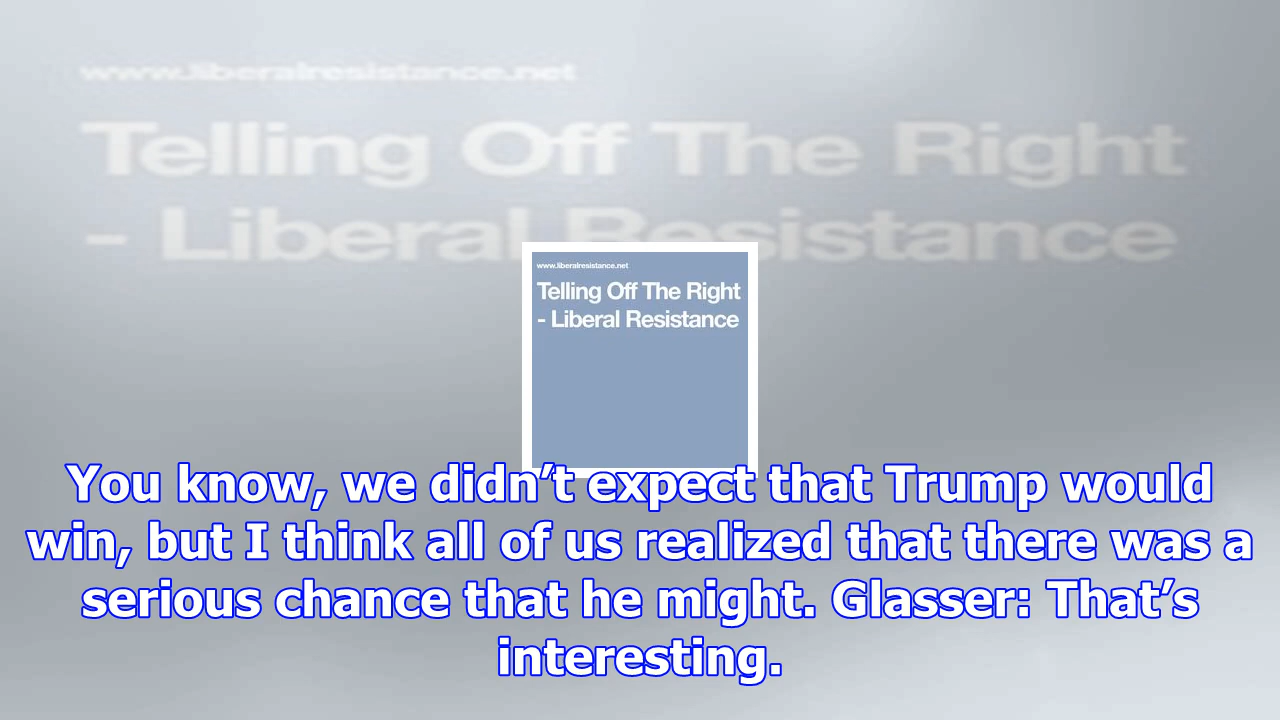 www.liberalresistance.net
Telling Off The Right
- Liberal Resistance
www.liberalresistance.net
Telling Off The Right
- Liberal Resistance
You know, we didn’t expect that Trump would
win, but I think all of us realized that there was a
serious chance that he might. Glasser: That’s
interesting.